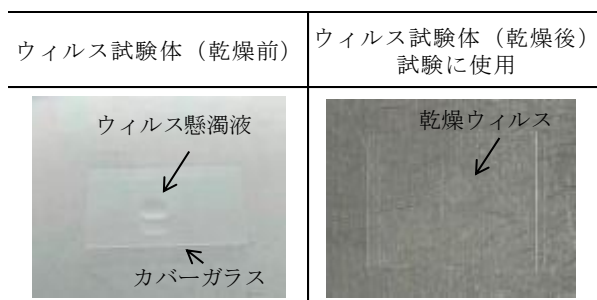 ウィルス試験体（乾燥前）
ウィルス試験体（乾燥後）
試験に使用
ウィルス懸濁液
カバーガラス
乾燥ウィルス